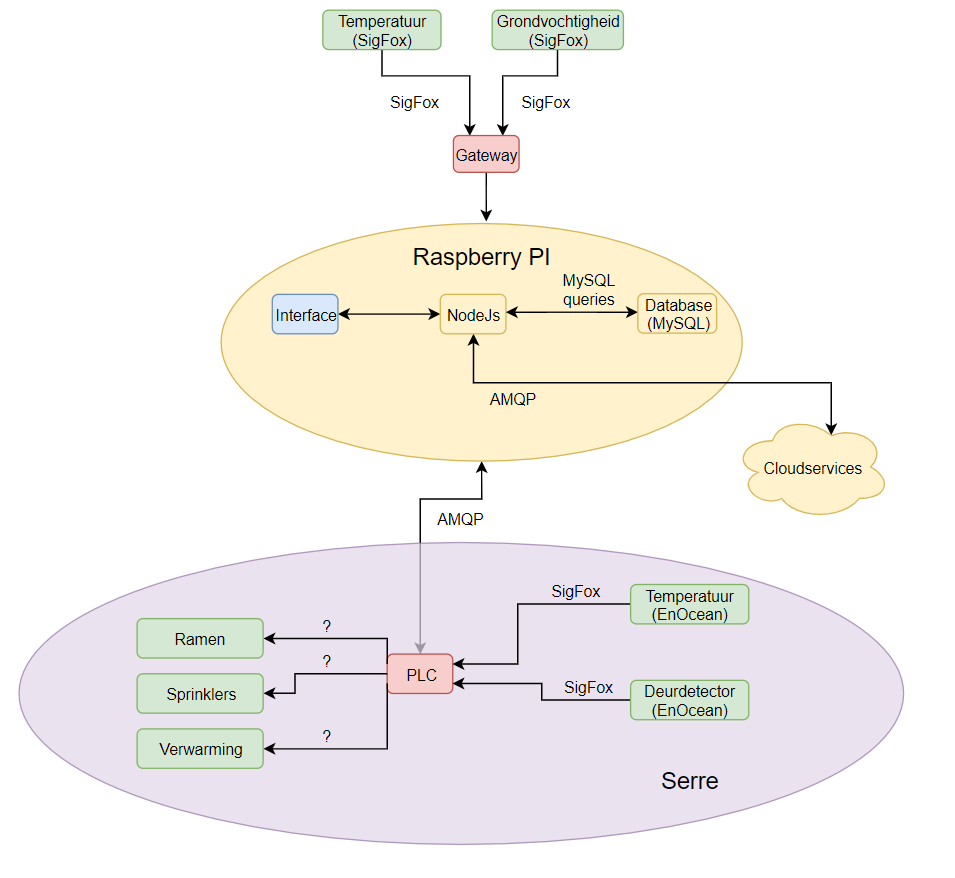 Temperatuur
(SigFox)
Grondvochtigheid
(SigFox)
SigFox
SigFox
Gateway
Raspberry PI
MySQL
queries
Interface
NodeJs
Database
(MySQL)
AMQP
Cloudservices
AMQP
SigFox
Temperatuur
(EnOcean)
?
Ramen
?
PLC
SigFox
Deurdetector
(EnOcean)
Sprinklers
?
Verwarming
Serre